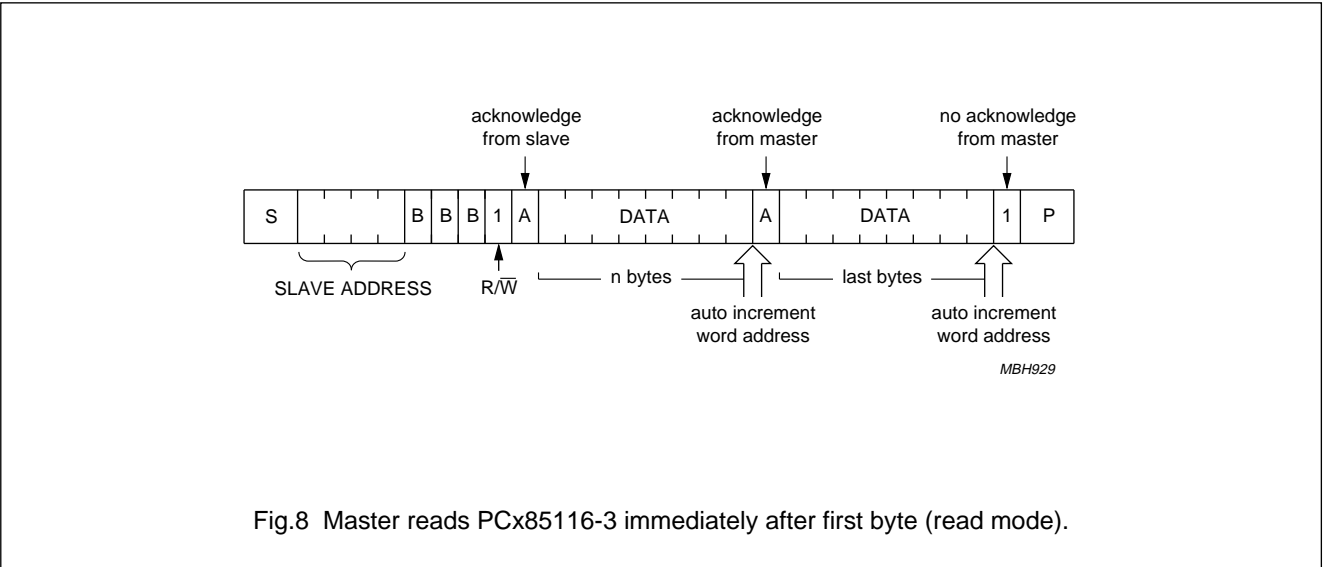 acknowledge
from slave
acknowledge
from master
no acknowledge
from master
S B B B 1 A DATA A DATA 1 P
SLAVE ADDRESS
R/W̅
n bytes
last bytes
auto increment
word address
auto increment
word address
MBH929
Fig.8 Master reads PCx85116-3 immediately after first byte (read mode).